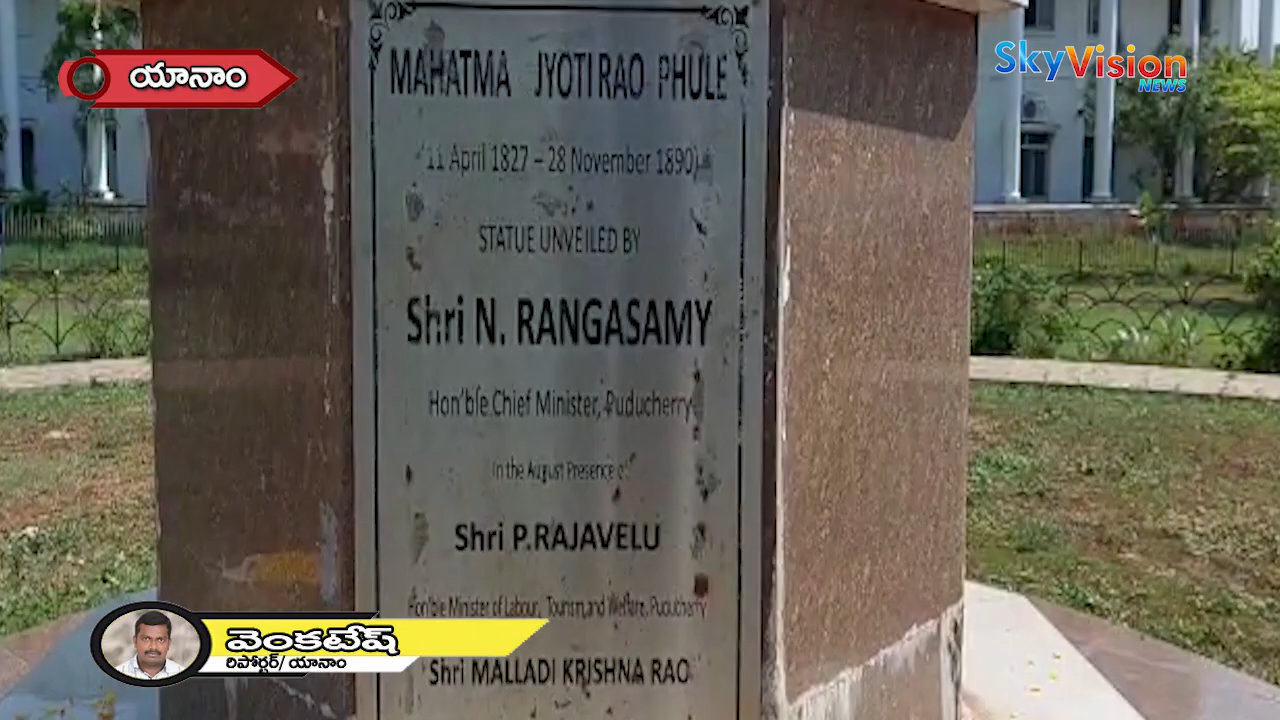 యానాం
SkyVision
NEWS
MAHATMA JYOTIRAO PHULE
(11 April 1827 – 28 November 1890)
STATUE UNVEILED BY
Shri N. RANGASAMY
Hon'ble Chief Minister, Puducherry
In the August Presence of
Shri P.RAJAVELU
Hon'ble Minister of Labour, Tourism and Welfare, Puducherry
Shri MALLADI KRISHNA RAO
వెంకటేష్
రిపోర్టర్/ యానాం